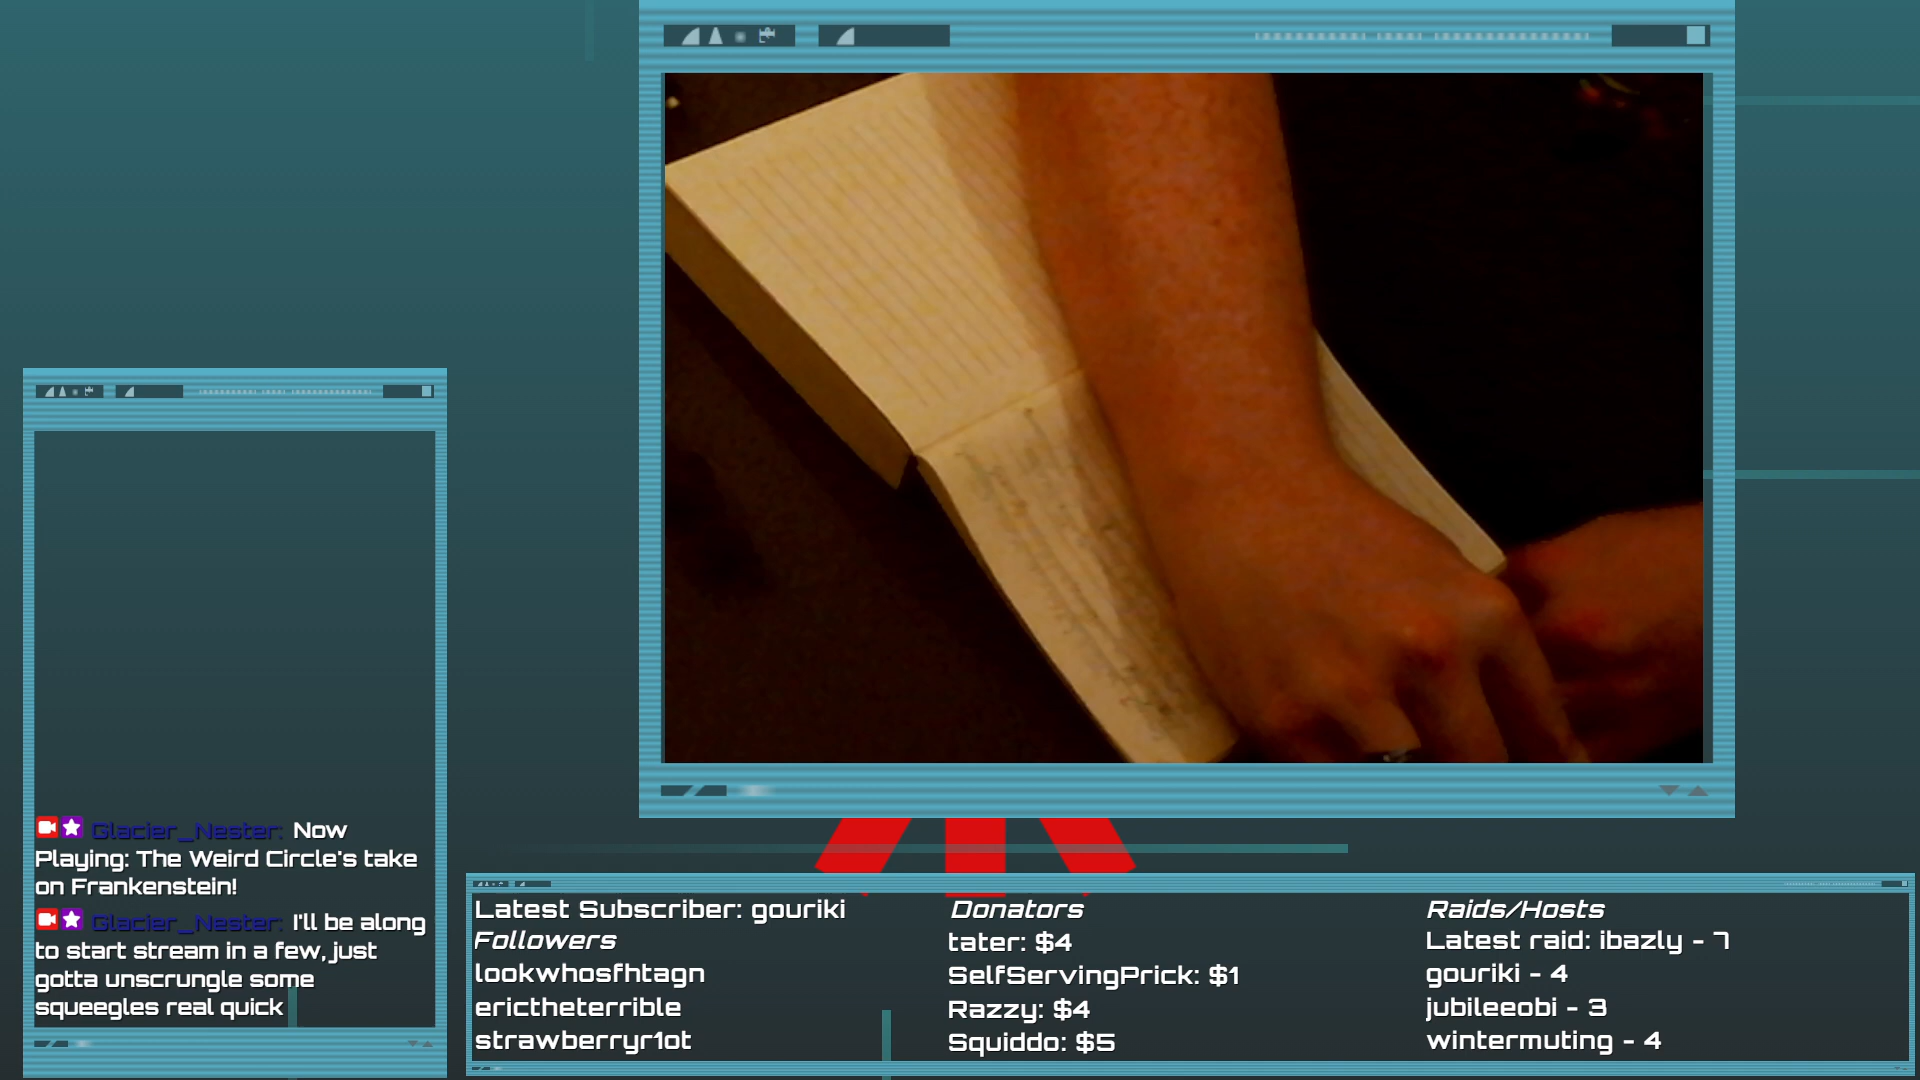 Glacier_Nester: Now
Playing: The Weird Circle's take
on Frankenstein!
Glacier_Nester: I'll be along
to start stream in a few, just
gotta unscrungle some
squeegles real quick
Latest Subscriber: gouriki
Followers
lookwhosfhtagn
erictheterrible
strawberryr1ot
Donators
tater: $4
SelfServingPrick: $1
Razzy: $4
Squiddo: $5
Raids/Hosts
Latest raid: ibazly - 7
gouriki - 4
jubileeobi - 3
wintermuting - 4